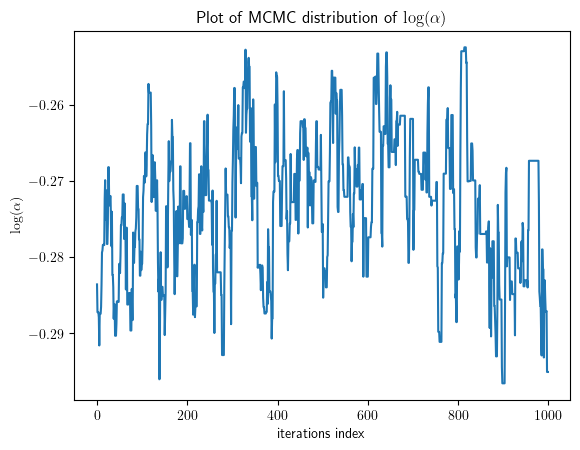 Plot of MCMC distribution of log(α)
−0.26
−0.27
−0.28
−0.29
log(α)
0 200 400 600 800 1000
iterations index